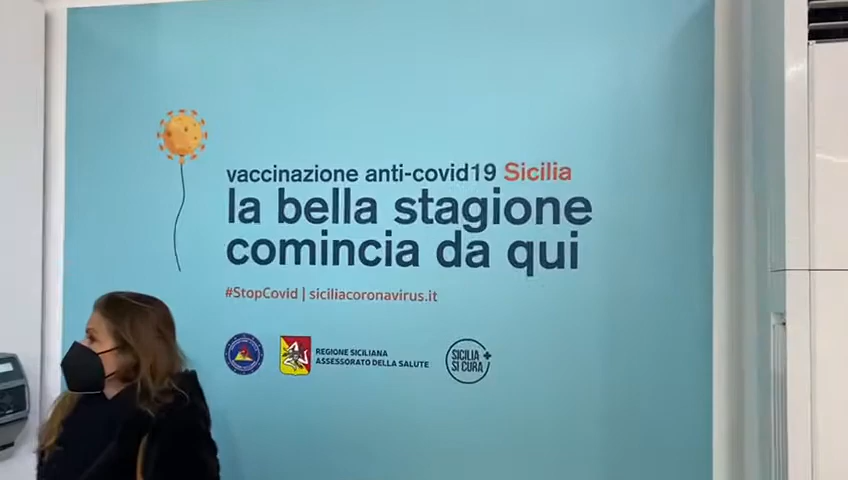 vaccinazione anti-covid19 Sicilia
la bella stagione
comincia da qui
#StopCovid | siciliacoronavirus.it
REGIONE SICILIANA
ASSESSORATO DELLA SALUTE
SICILIA
SI CURA